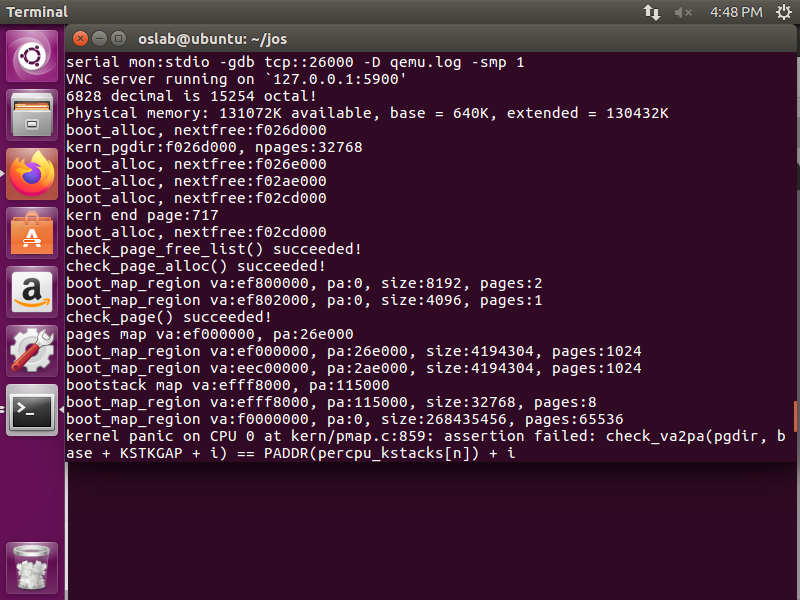 Terminal
4:48 PM
oslab@ubuntu: ~/jos
serial mon:stdio -gdb tcp::26000 -D qemu.log -smp 1
VNC server running on `127.0.0.1:5900'
6828 decimal is 15254 octal!
Physical memory: 131072K available, base = 640K, extended = 130432K
boot_alloc, nextfree:f026d000
kern_pgdir:f026d000, npages:32768
boot_alloc, nextfree:f026e000
boot_alloc, nextfree:f02ae000
boot_alloc, nextfree:f02cd000
kern end page:717
boot_alloc, nextfree:f02cd000
check_page_free_list() succeeded!
check_page_alloc() succeeded!
boot_map_region va:ef800000, pa:0, size:8192, pages:2
boot_map_region va:ef802000, pa:0, size:4096, pages:1
check_page() succeeded!
pages map va:ef000000, pa:26e000
boot_map_region va:ef000000, pa:26e000, size:4194304, pages:1024
boot_map_region va:eec00000, pa:2ae000, size:4194304, pages:1024
bootstack map va:efff8000, pa:115000
boot_map_region va:efff8000, pa:115000, size:32768, pages:8
boot_map_region va:f0000000, pa:0, size:268435456, pages:65536
kernel panic on CPU 0 at kern/pmap.c:859: assertion failed: check_va2pa(pgdir, b
ase + KSTKGAP + i) == PADDR(percpu_kstacks[n]) + i